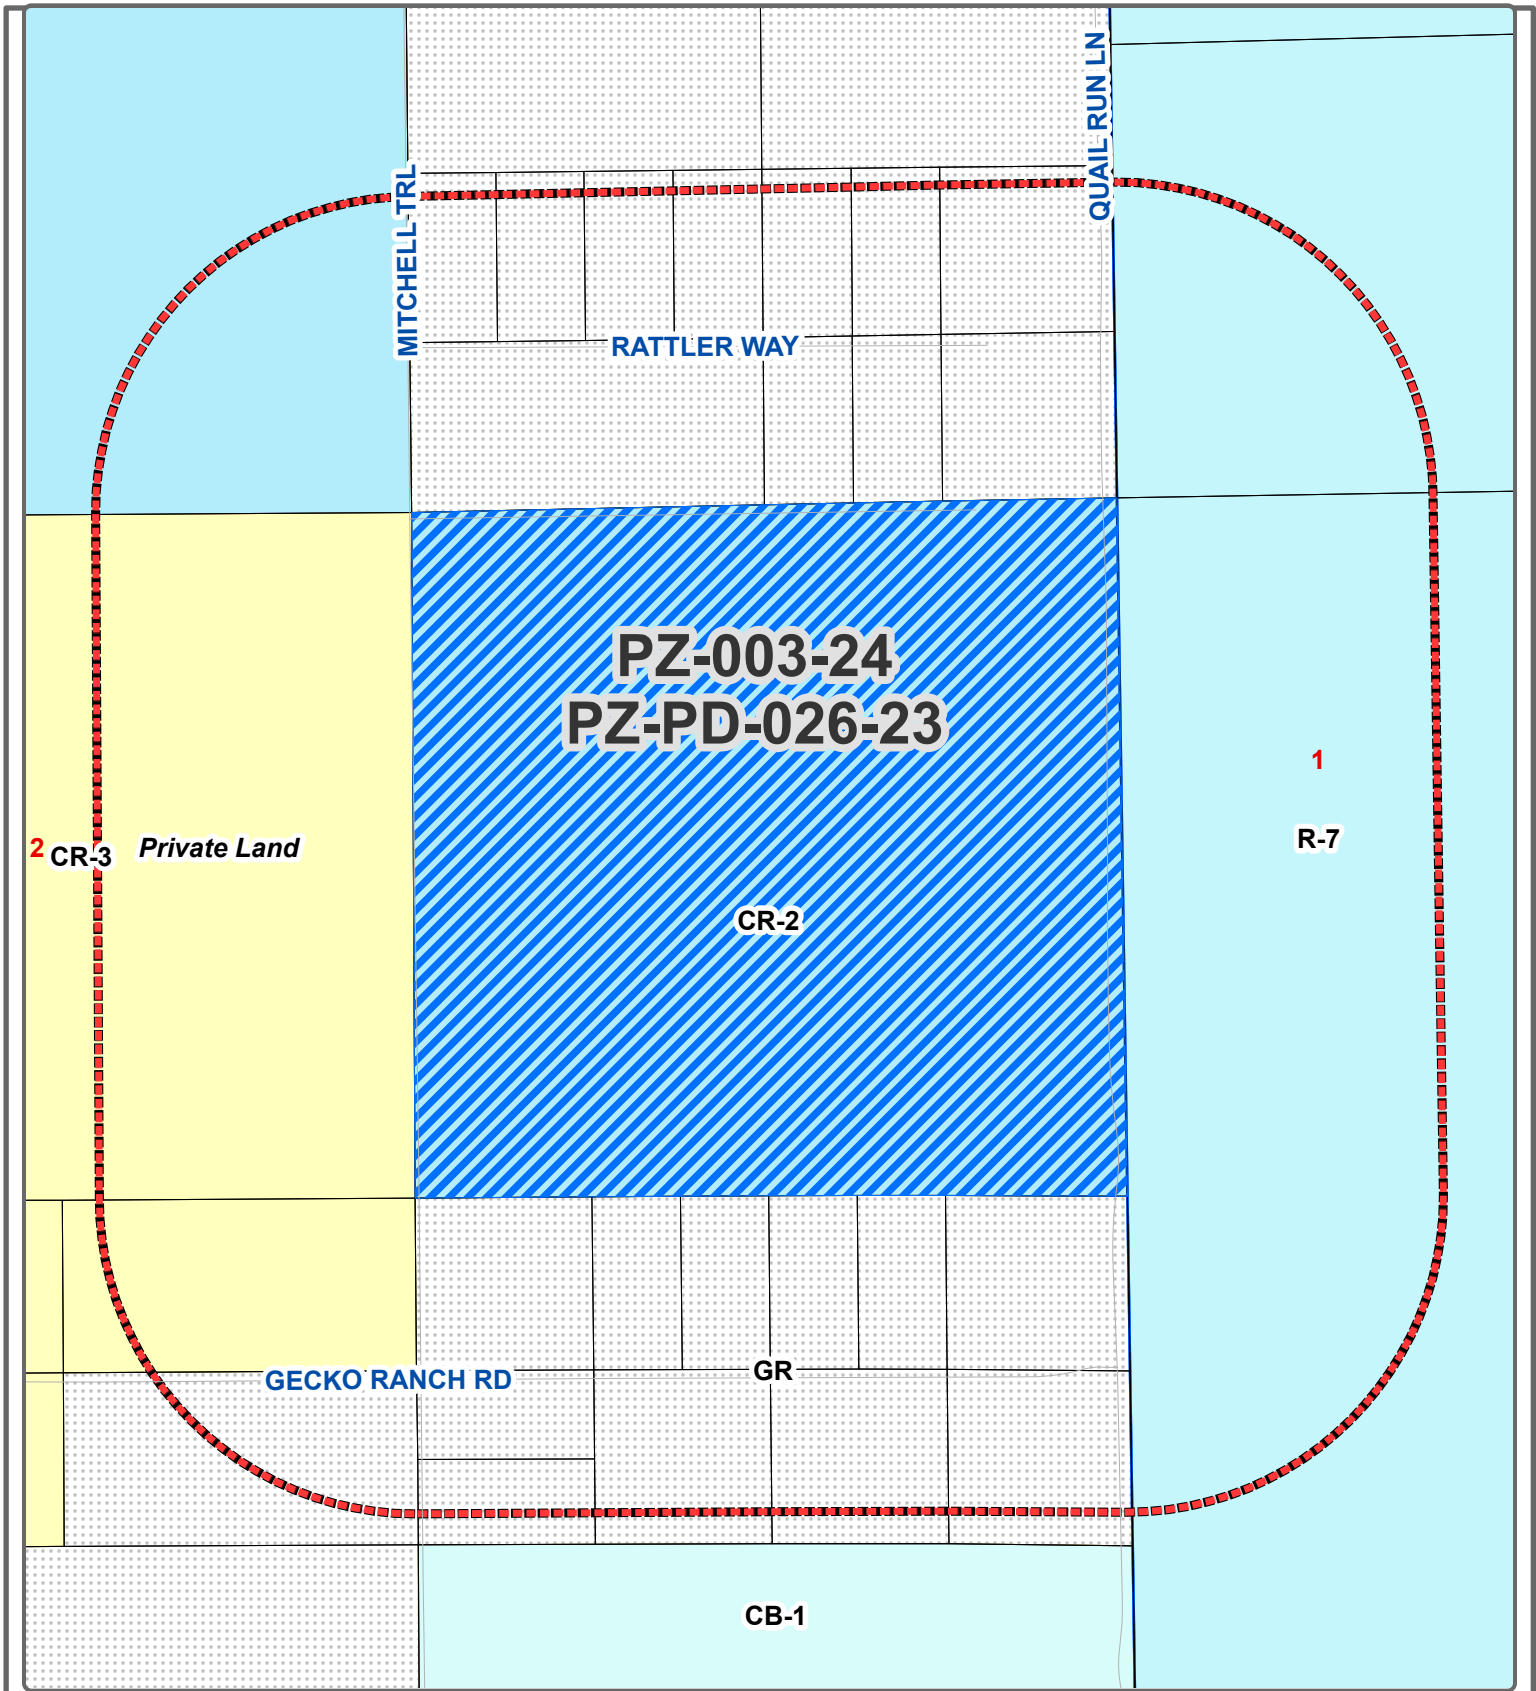 QUAIL RUN LN
MITCHELL TRL
RATTLER WAY
PZ-003-24
PZ-PD-026-23
1
R-7
2
CR-3
Private Land
CR-2
GR
GECKO RANCH RD
CB-1